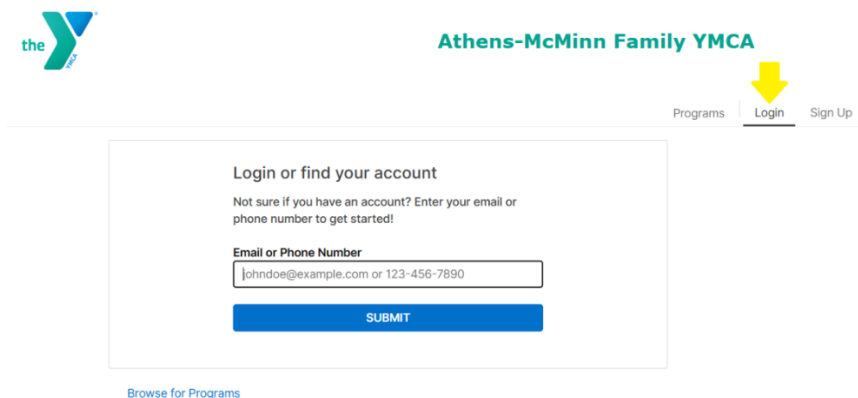 the
YMCA
Athens-McMinn Family YMCA
Programs
Login
Sign Up
Login or find your account
Not sure if you have an account? Enter your email or
phone number to get started!
Email or Phone Number
johndoe@example.com or 123-456-7890
SUBMIT
Browse for Programs